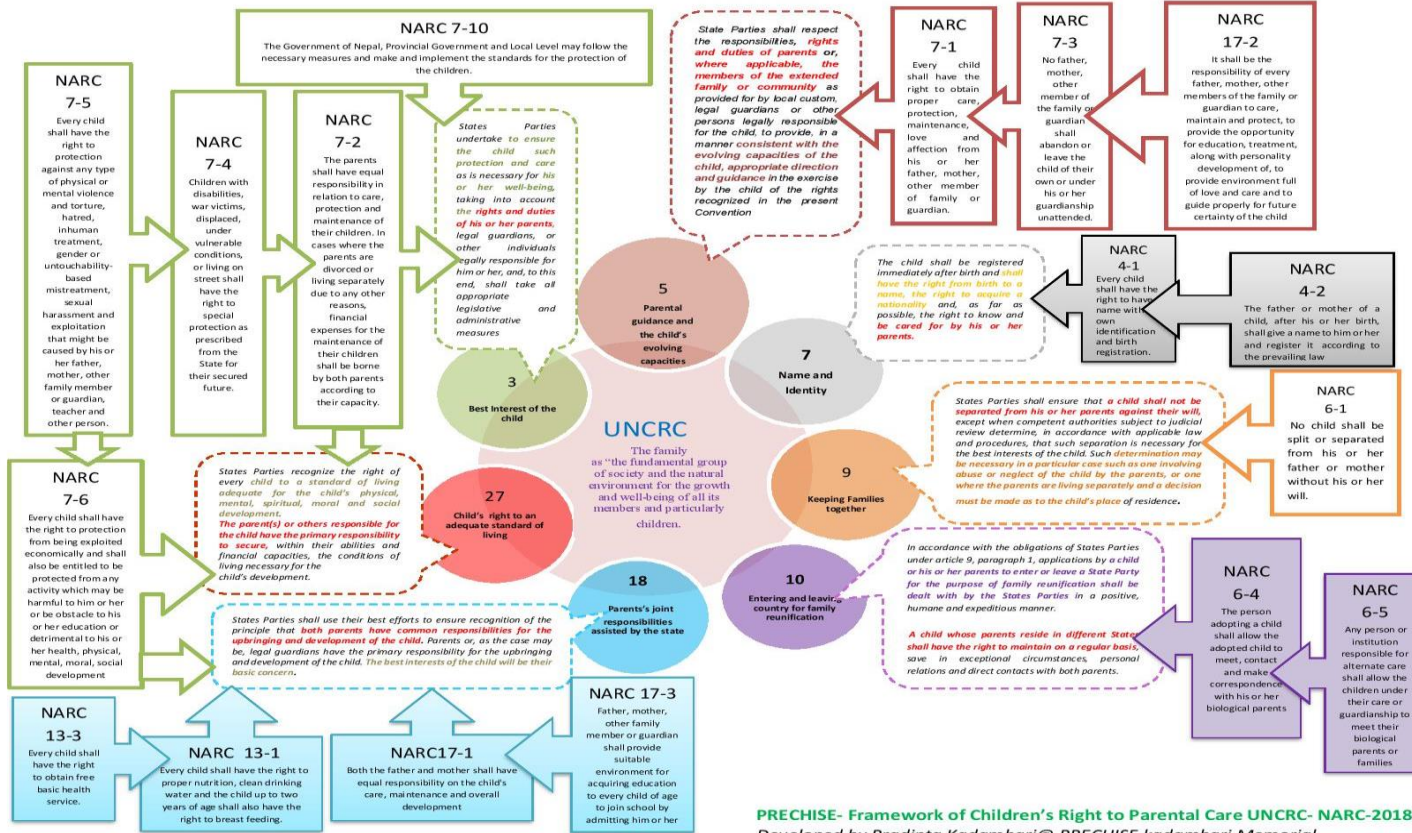 NARC 7-10
The Government of Nepal, Provincial Government and Local Level may follow the
necessary measures and make and implement the standards for the protection of
the children.
NARC
7-5
Every child
shall have the
right to
protection
against any type
of physical or
mental violence
and torture,
hatred,
inhuman
treatment,
gender or
untouchability-
based
mistreatment,
sexual
harassment and
exploitation
that might be
caused by his or
her father,
mother, other
family member
or guardian,
teacher and
other person.
NARC
7-4
Children with
disabilities,
war victims,
displaced,
under
vulnerable
conditions,
or living on
street shall
have the
right to
special
protection as
prescribed
from the
State for
their secured
future.
NARC
7-2
The parents
shall have equal
responsibility in
relation to care,
protection and
maintenance of
their children. In
cases where the
parents are
divorced or
living separately
due to any other
reasons,
financial
expenses for the
maintenance of
their children
shall be borne
by both parents
according to
their capacity.
States Parties
undertake to ensure
the child such
protection and care
as is necessary for his
or her well-being,
taking into account
the rights and duties
of his or her parents,
legal guardians, or
other individuals
legally responsible for
him or her, and, to this
end, shall take all
appropriate
legislative and
administrative
measures
State Parties shall respect
the responsibilities, rights
and duties of parents or,
where applicable, the
members of the extended
family or community as
provided for by local custom,
legal guardians or other
persons legally responsible
for the child, to provide, in a
manner consistent with the
evolving capacities of the
child, appropriate direction
and guidance in the exercise
by the child of the rights
recognized in the present
Convention
NARC
7-1
Every child
shall have the
right to obtain
proper care,
protection,
maintenance,
love and
affection from
his or her
father, mother,
other member
of family or
guardian.
NARC
7-3
No father,
mother,
other
member of
the family or
guardian
shall
abandon or
leave the
child of their
own or under
his or her
guardianship
unattended.
NARC
17-2
It shall be the
responsibility of every
father, mother, other
members of the family
or guardian to care,
maintain and protect, to
provide the opportunity
for education, treatment,
along with personality
development of, to
provide environment full
of love and care and to
guide properly for future
certainty of the child
The child shall be registered
immediately after birth and shall
have the right from birth to a
name, the right to acquire a
nationality and, as far as
possible, the right to know and
be cared for by his or her
parents.
NARC
4-1
Every child
shall have the
right to have
name with
own
identification
and birth
registration.
NARC
4-2
The father or mother of a
child, after his or her birth,
shall give a name to him or her
and register it according to
the prevailing law
5
Parental
guidance and
the child's
evolving
capacities
7
Name and
Identity
3
Best Interest of the
child
UNCRC
The family
as "the fundamental group
of society and the natural
environment for the growth
and well-being of all its
members and particularly
children.
9
Keeping Families
together
States Parties shall ensure that a child shall not be
separated from his or her parents against their will,
except when competent authorities subject to judicial
review determine, in accordance with applicable law
and procedures, that such separation is necessary for
the best interests of the child. Such determination may
be necessary in a particular case such as one involving
abuse or neglect of the child by the parents, or one
where the parents are living separately and a decision
must be made as to the child's place of residence.
NARC
6-1
No child shall be
split or separated
from his or her
father or mother
without his or her
will.
NARC
7-6
Every child shall have
the right to protection
from being exploited
economically and shall
also be entitled to be
protected from any
activity which may be
harmful to him or her
or be obstacle to his
or her education or
detrimental to his or
her health, physical,
mental, moral, social
development
States Parties recognize the right of
every child to a standard of living
adequate for the child's physical,
mental, spiritual, moral and social
development.
The parent(s) or others responsible for
the child have the primary responsibility
to secure, within their abilities and
financial capacities, the conditions of
living necessary for the
child's development.
27
Child's right to an
adequate standard of
living
18
Parents's joint
responsibilities
assisted by the state
10
Entering and leaving
country for family
reunification
In accordance with the obligations of States Parties
under article 9, paragraph 1, applications by a child
or his or her parents to enter or leave a State Party
for the purpose of family reunification shall be
dealt with by the States Parties in a positive,
humane and expeditious manner.
A child whose parents reside in different States
shall have the right to maintain on a regular basis,
save in exceptional circumstances, personal
relations and direct contacts with both parents.
NARC
6-4
The person
adopting a child
shall allow the
adopted child to
meet, contact
and make
correspondence
with his or her
biological parents
NARC
6-5
Any person or
institution
responsible for
alternate care
shall allow the
children under
their care or
guardianship to
meet their
biological
parents or
families
States Parties shall use their best efforts to ensure recognition of the
principle that both parents have common responsibilities for the
upbringing and development of the child. Parents or, as the case may
be, legal guardians have the primary responsibility for the upbringing
and development of the child. The best interests of the child will be their
basic concern.
NARC
13-3
Every child shall
have the right
to obtain free
basic health
service.
NARC 13-1
Every child shall have the right to
proper nutrition, clean drinking
water and the child up to two
years of age shall also have the
right to breast feeding.
NARC17-1
Both the father and mother shall have
equal responsibility on the child's
care, maintenance and overall
development
NARC 17-3
Father, mother,
other family
member or guardian
shall provide
suitable
environment for
acquiring education
to every child of age
to join school by
admitting him or her
PRECHISE- Framework of Children's Right to Parental Care UNCRC- NARC-2018
Developed by Pradipta Kadambari@ PRECHISE kadambari Memorial